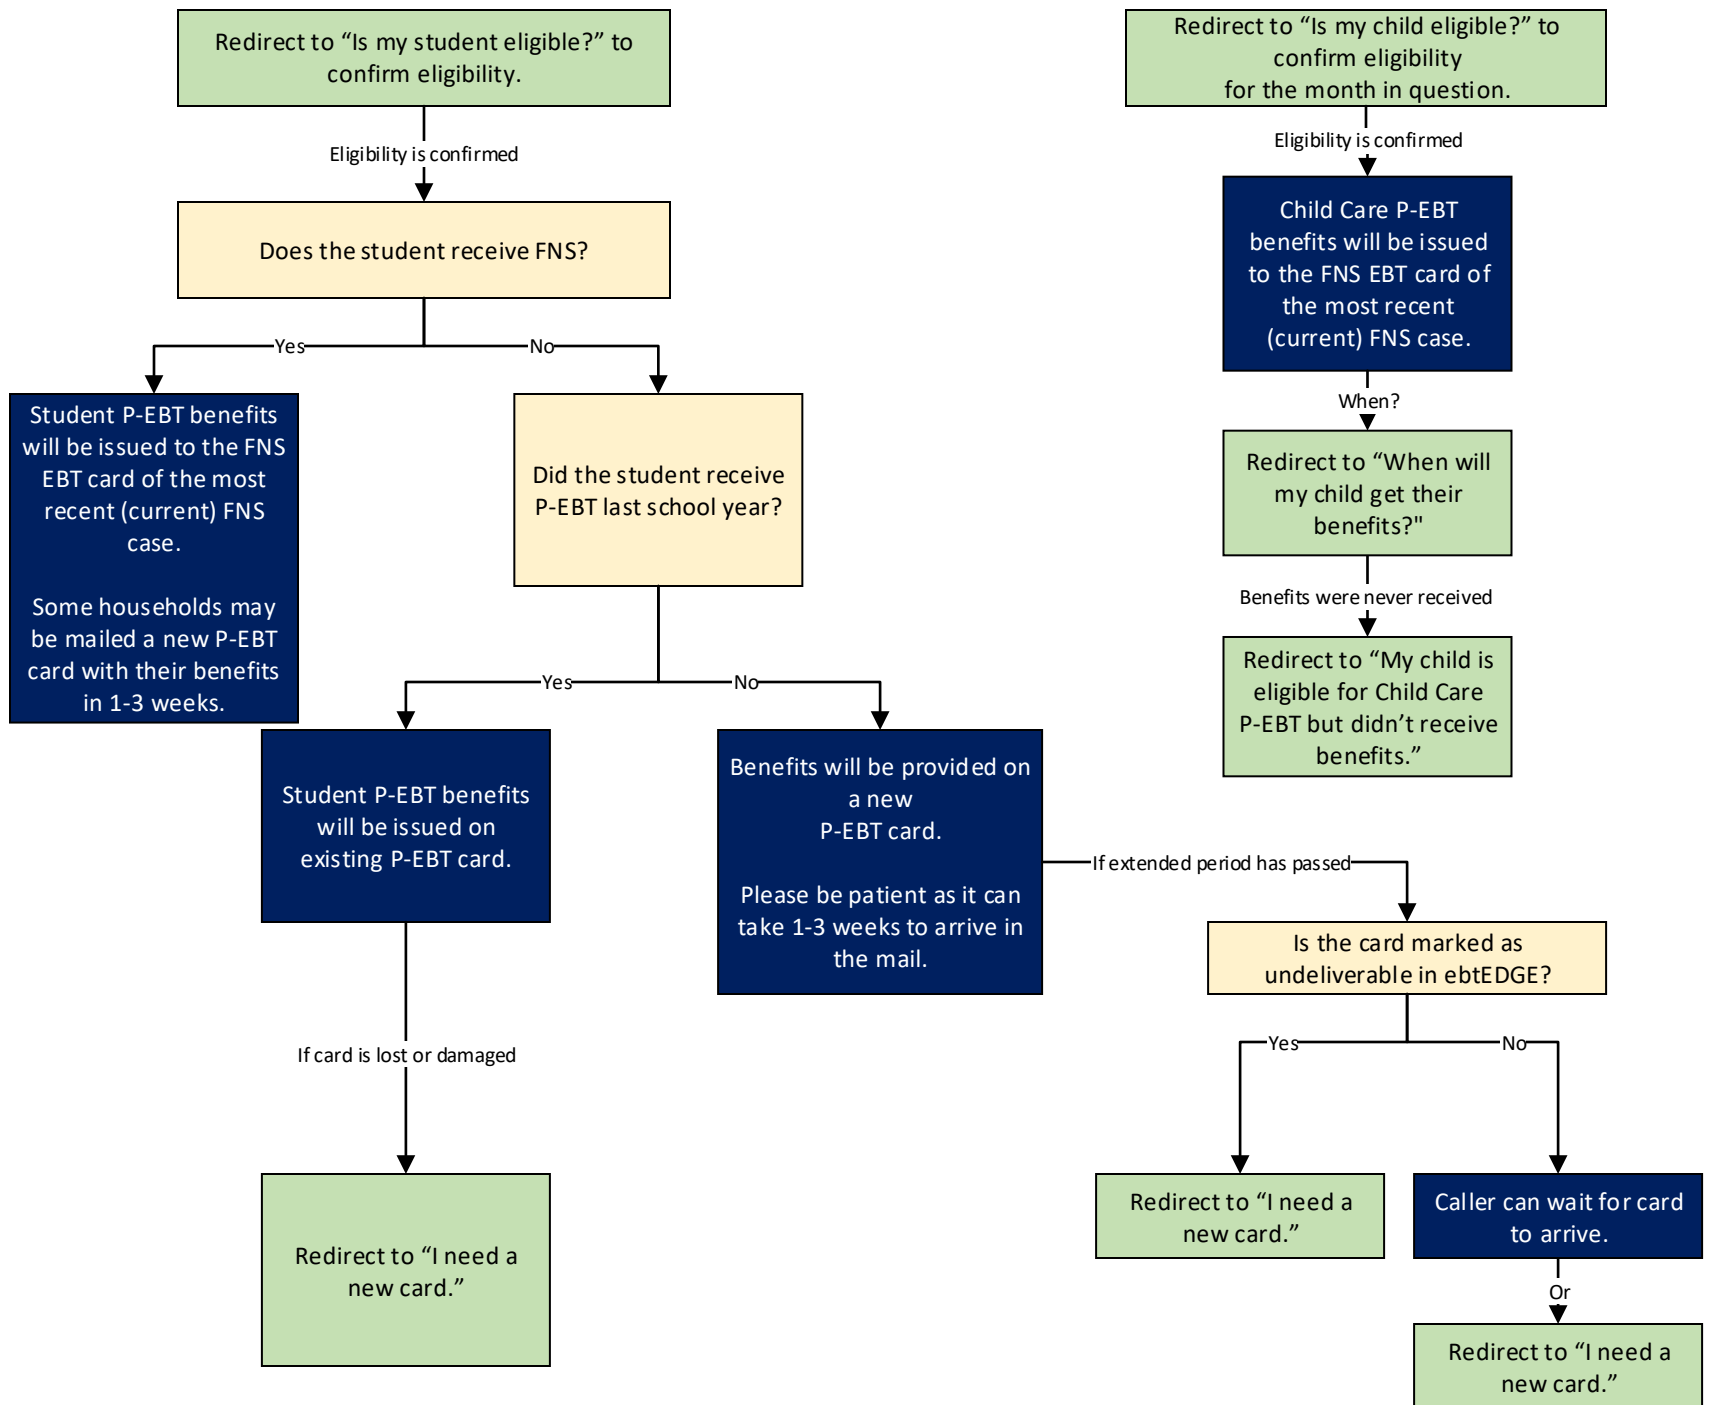 Redirect to “Is my student eligible?” to
confirm eligibility.
Eligibility is confirmed
Does the student receive FNS?
Yes
No
Student P-EBT benefits
will be issued to the FNS
EBT card of the most
recent (current) FNS
case.
Some households may
be mailed a new P-EBT
card with their benefits
in 1-3 weeks.
Did the student receive
P-EBT last school year?
Yes
No
Student P-EBT benefits
will be issued on
existing P-EBT card.
If card is lost or damaged
Redirect to “I need a
new card.”
Benefits will be provided on
a new
P-EBT card.
Please be patient as it can
take 1-3 weeks to arrive in
the mail.
If extended period has passed
Is the card marked as
undeliverable in ebtEDGE?
Yes
No
Redirect to “I need a
new card.”
Caller can wait for card
to arrive.
Or
Redirect to “I need a
new card.”
Redirect to “Is my child eligible?” to
confirm eligibility
for the month in question.
Eligibility is confirmed
Child Care P-EBT
benefits will be issued
to the FNS EBT card of
the most recent
(current) FNS case.
When?
Redirect to “When will
my child get their
benefits?"
Benefits were never received
Redirect to “My child is
eligible for Child Care
P-EBT but didn’t receive
benefits.”